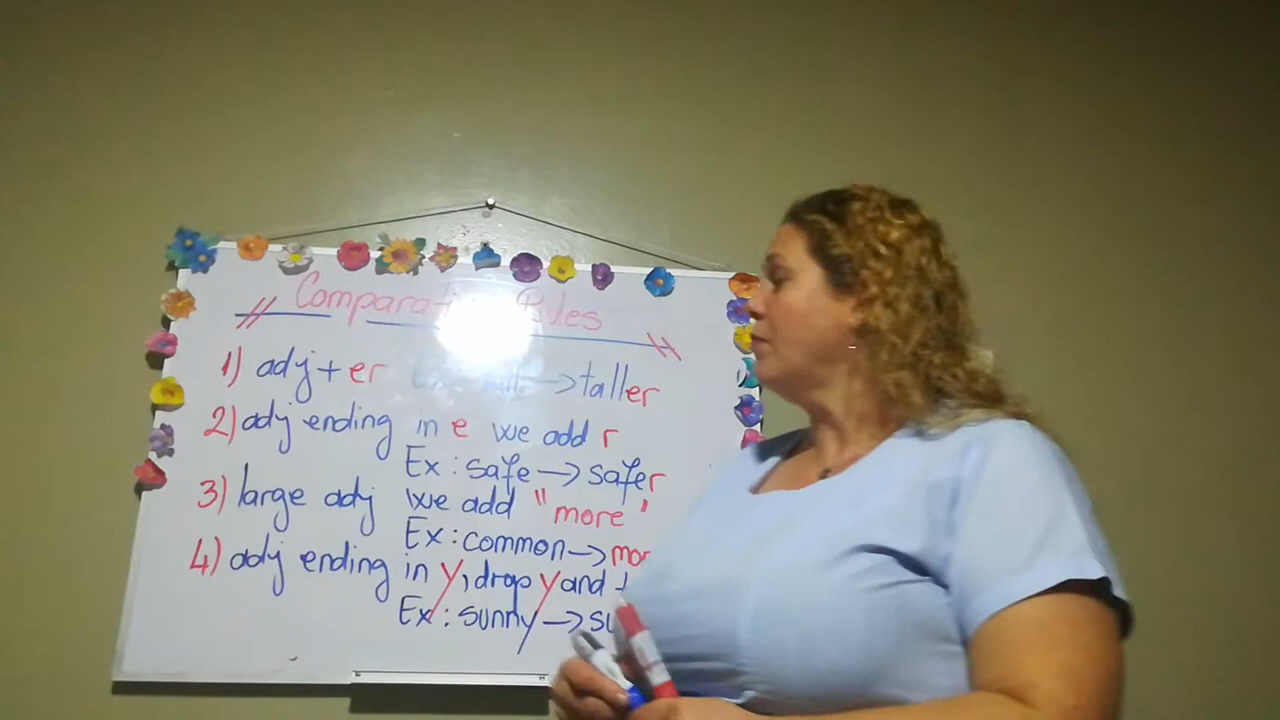 Comparati Rules
1) adj + er → taller
2) adj ending in e we add r
Ex: safe → safer
3) large adj we add "more"
Ex: common → mor
4) adj ending in y, drop y and
Ex: sunny → su